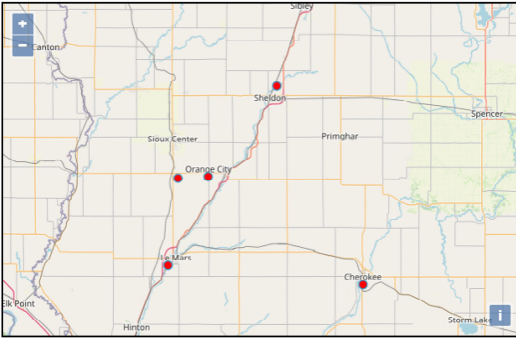 Sibley
+
−
Canton
Sheldon
Spencer
Sioux Center
Primghar
Orange City
Le Mars
Cherokee
Elk Point
Storm Lake
i
Hinton